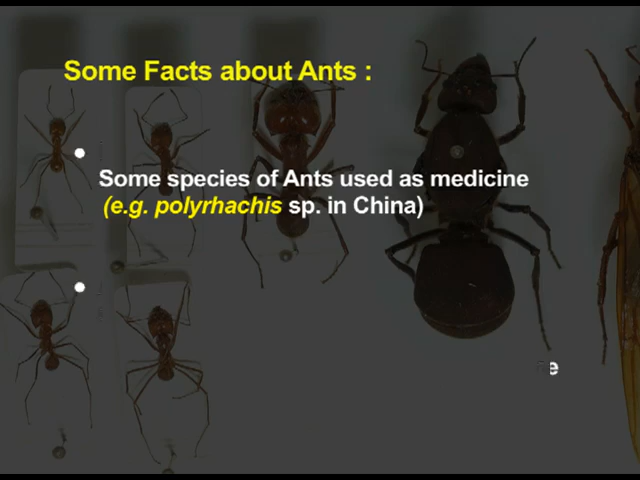 Some Facts about Ants :
• Some species of Ants used as medicine
(e.g. polyrhachis sp. in China)
•